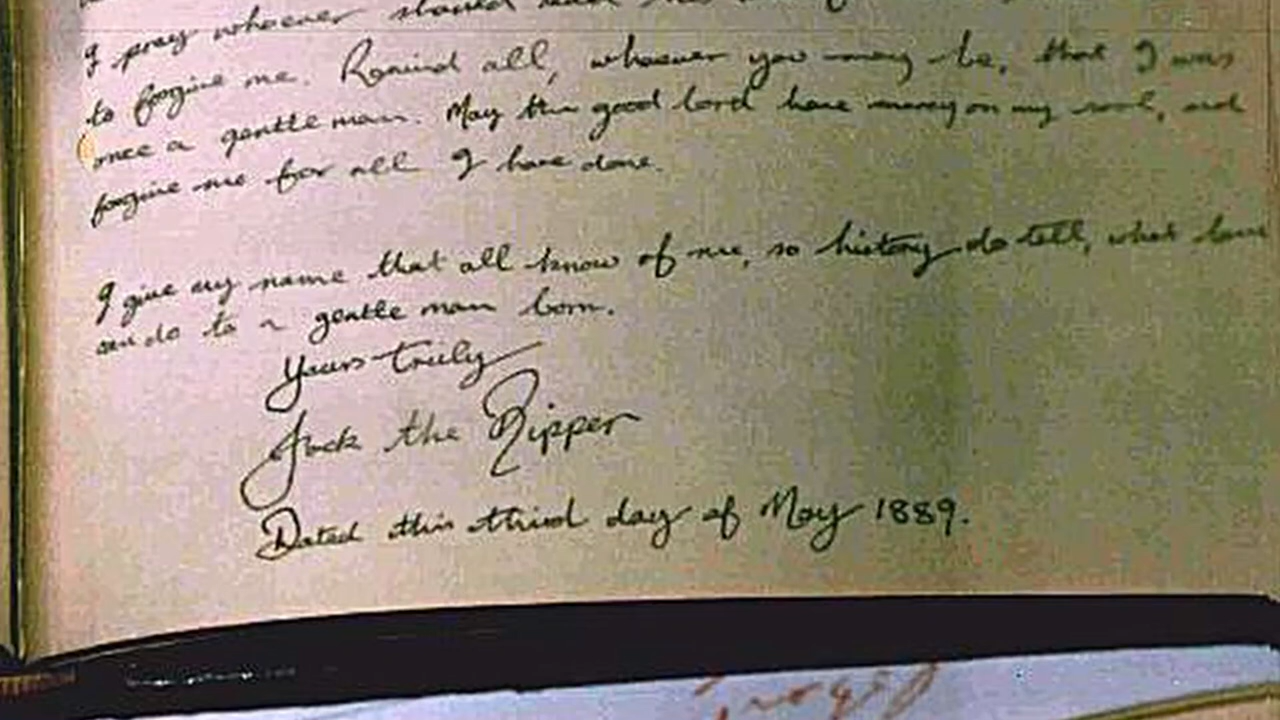 I pray whoever should read this
to forgive me. Remind all, whoever you may be, that I was
once a gentle man. May the good lord have mercy on my soul, and
forgive me for all I have done.
I give my name that all know of me, so history do tell, what love
can do to a gentle man born.
Yours truly
Jack the Ripper
Dated this third day of May 1889.